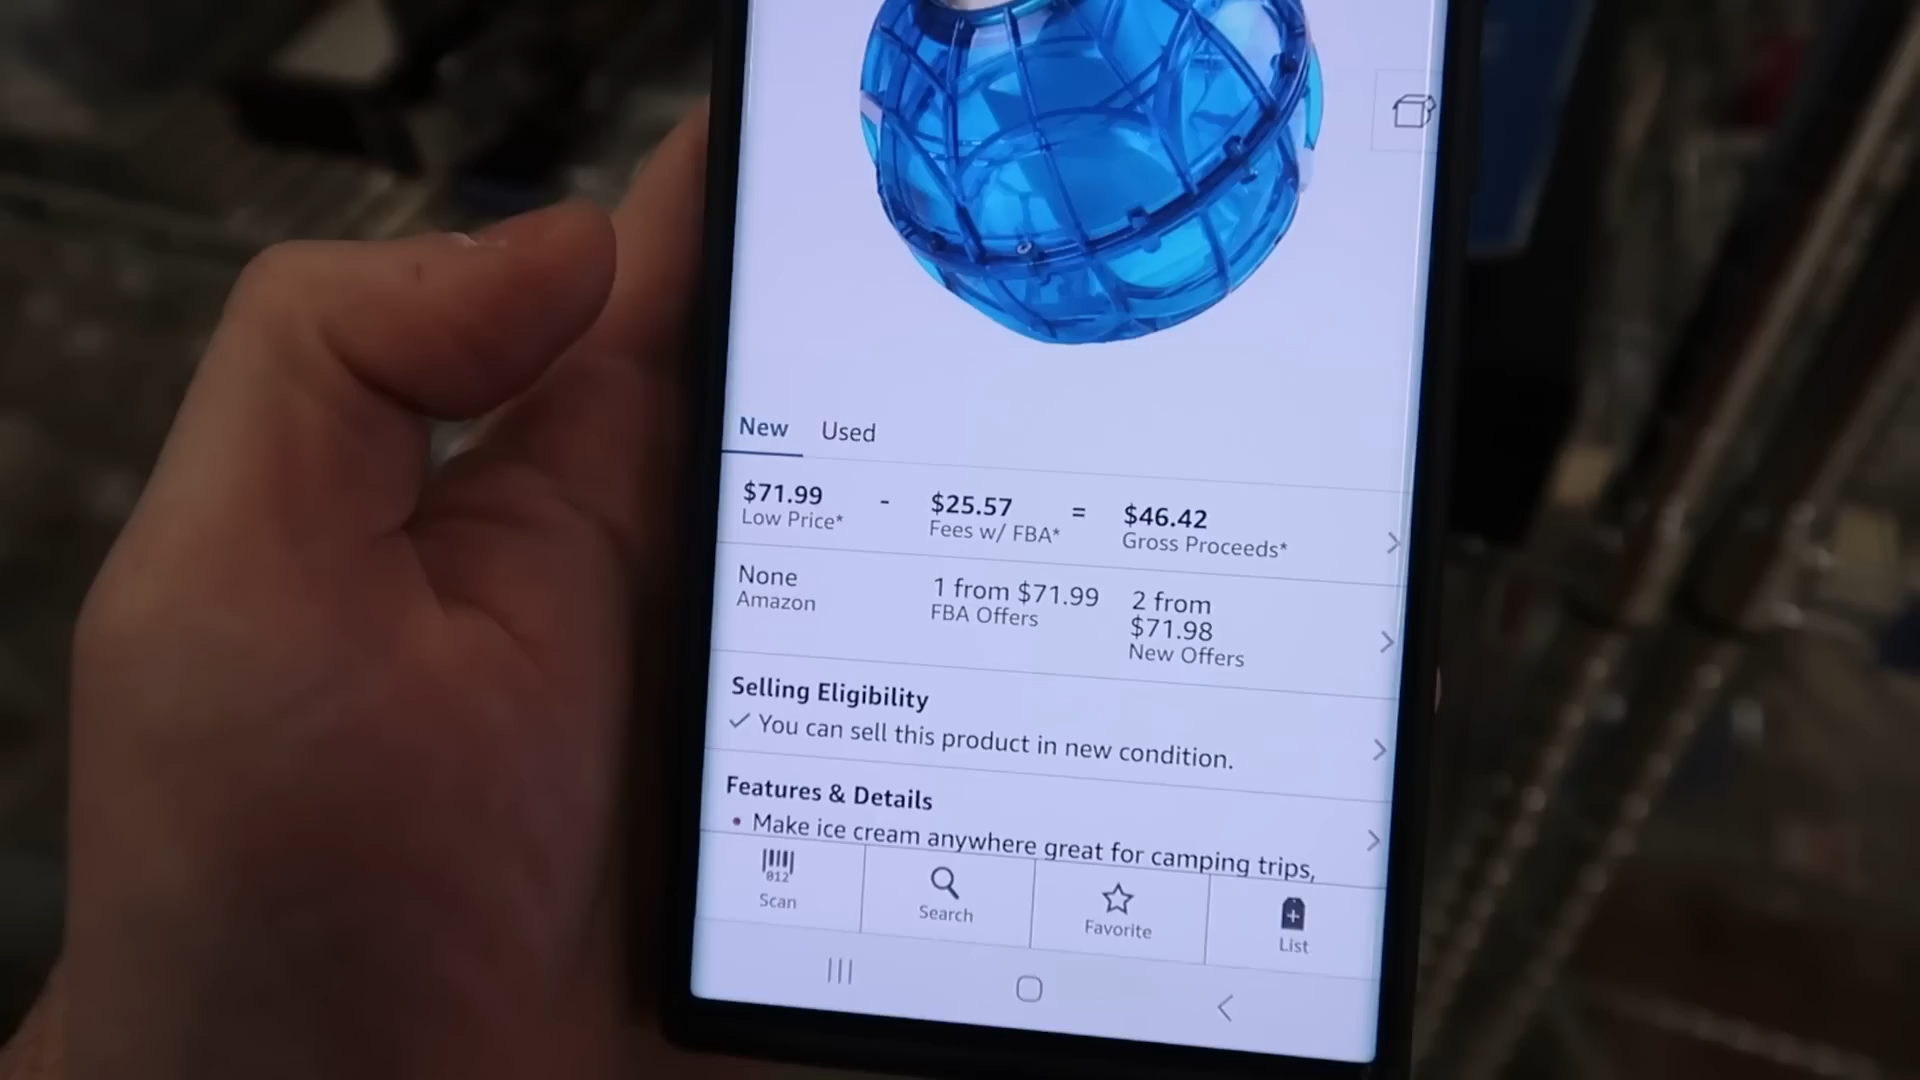 New Used
$71.99 - $25.57 = $46.42
Low Price* Fees w/ FBA* Gross Proceeds*
None 1 from $71.99 2 from
Amazon FBA Offers $71.98
New Offers
Selling Eligibility
✓ You can sell this product in new condition.
Features & Details
• Make ice cream anywhere great for camping trips,
012
Scan Search Favorite List